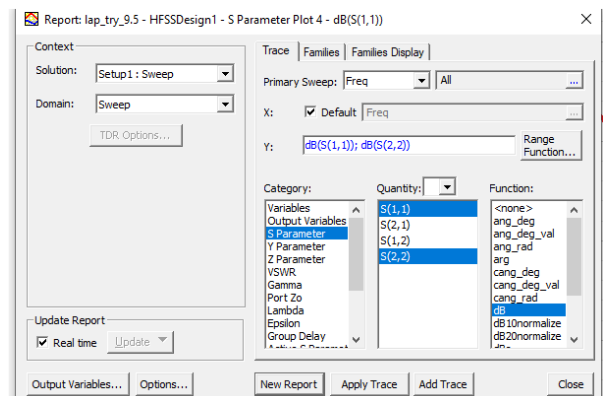 Report: lap_try_9.5 - HFSSDesign1 - S Parameter Plot 4 - dB(S(1,1))
Context
Solution: Setup1 : Sweep
Domain: Sweep
TDR Options...
Update Report
Real time Update
Output Variables... Options...
Trace Families Families Display
Primary Sweep: Freq All ...
X: Default Freq ...
Y: dB(S(1,1)); dB(S(2,2)) Range Function...
Category: Quantity: Function:
Variables
Output Variables
S Parameter
Y Parameter
Z Parameter
VSWR
Gamma
Port Zo
Lambda
Epsilon
Group Delay
S(1,1)
S(2,1)
S(1,2)
S(2,2)
<none>
ang_deg
ang_deg_val
ang_rad
arg
cang_deg
cang_deg_val
cang_rad
dB
dB10normalize
dB20normalize
New Report Apply Trace Add Trace Close